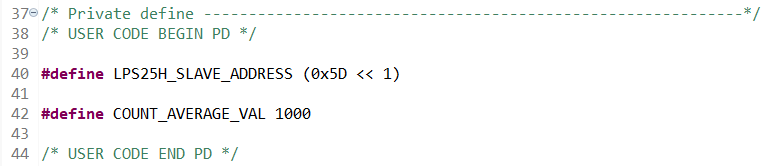 37 /* Private define ------------------------------------------------------------*/
38 /* USER CODE BEGIN PD */
39
40 #define LPS25H_SLAVE_ADDRESS (0x5D << 1)
41
42 #define COUNT_AVERAGE_VAL 1000
43
44 /* USER CODE END PD */